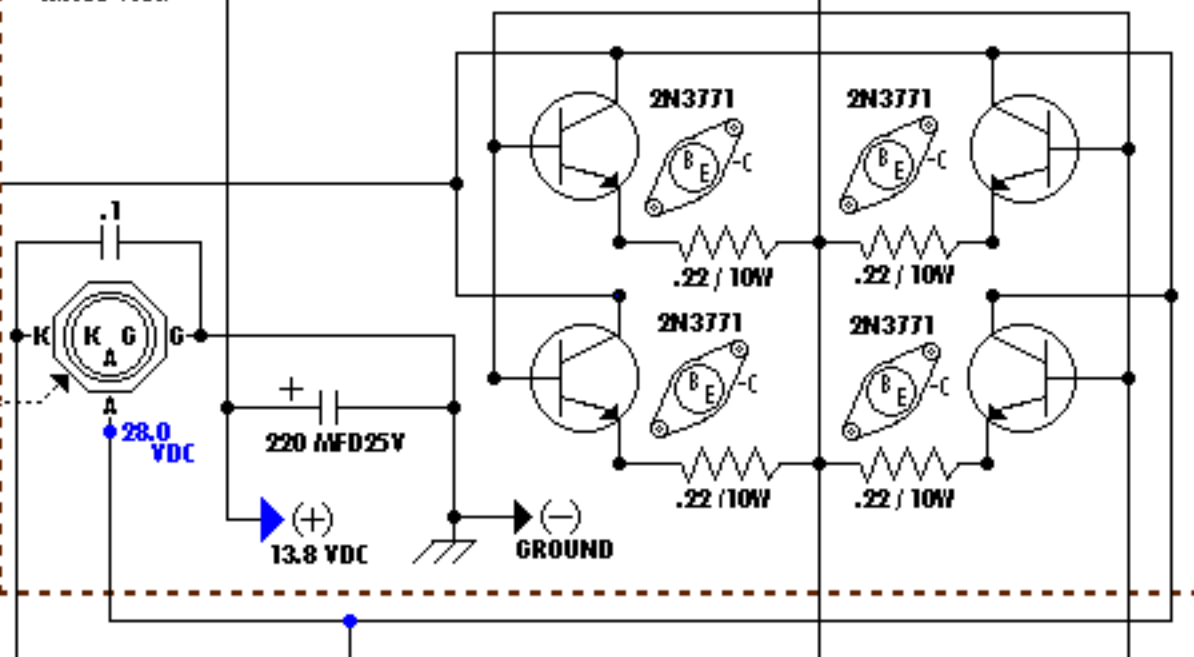 2N3771
2N3771
B
E
-C
B
E
-C
.1
.22 / 10W
.22 / 10W
K
K G
A
G
2N3771
2N3771
B
E
-C
B
E
-C
A
28.0
VDC
+
220 MFD25V
.22 /10W
.22 / 10W
(+)
13.8 VDC
(−)
GROUND